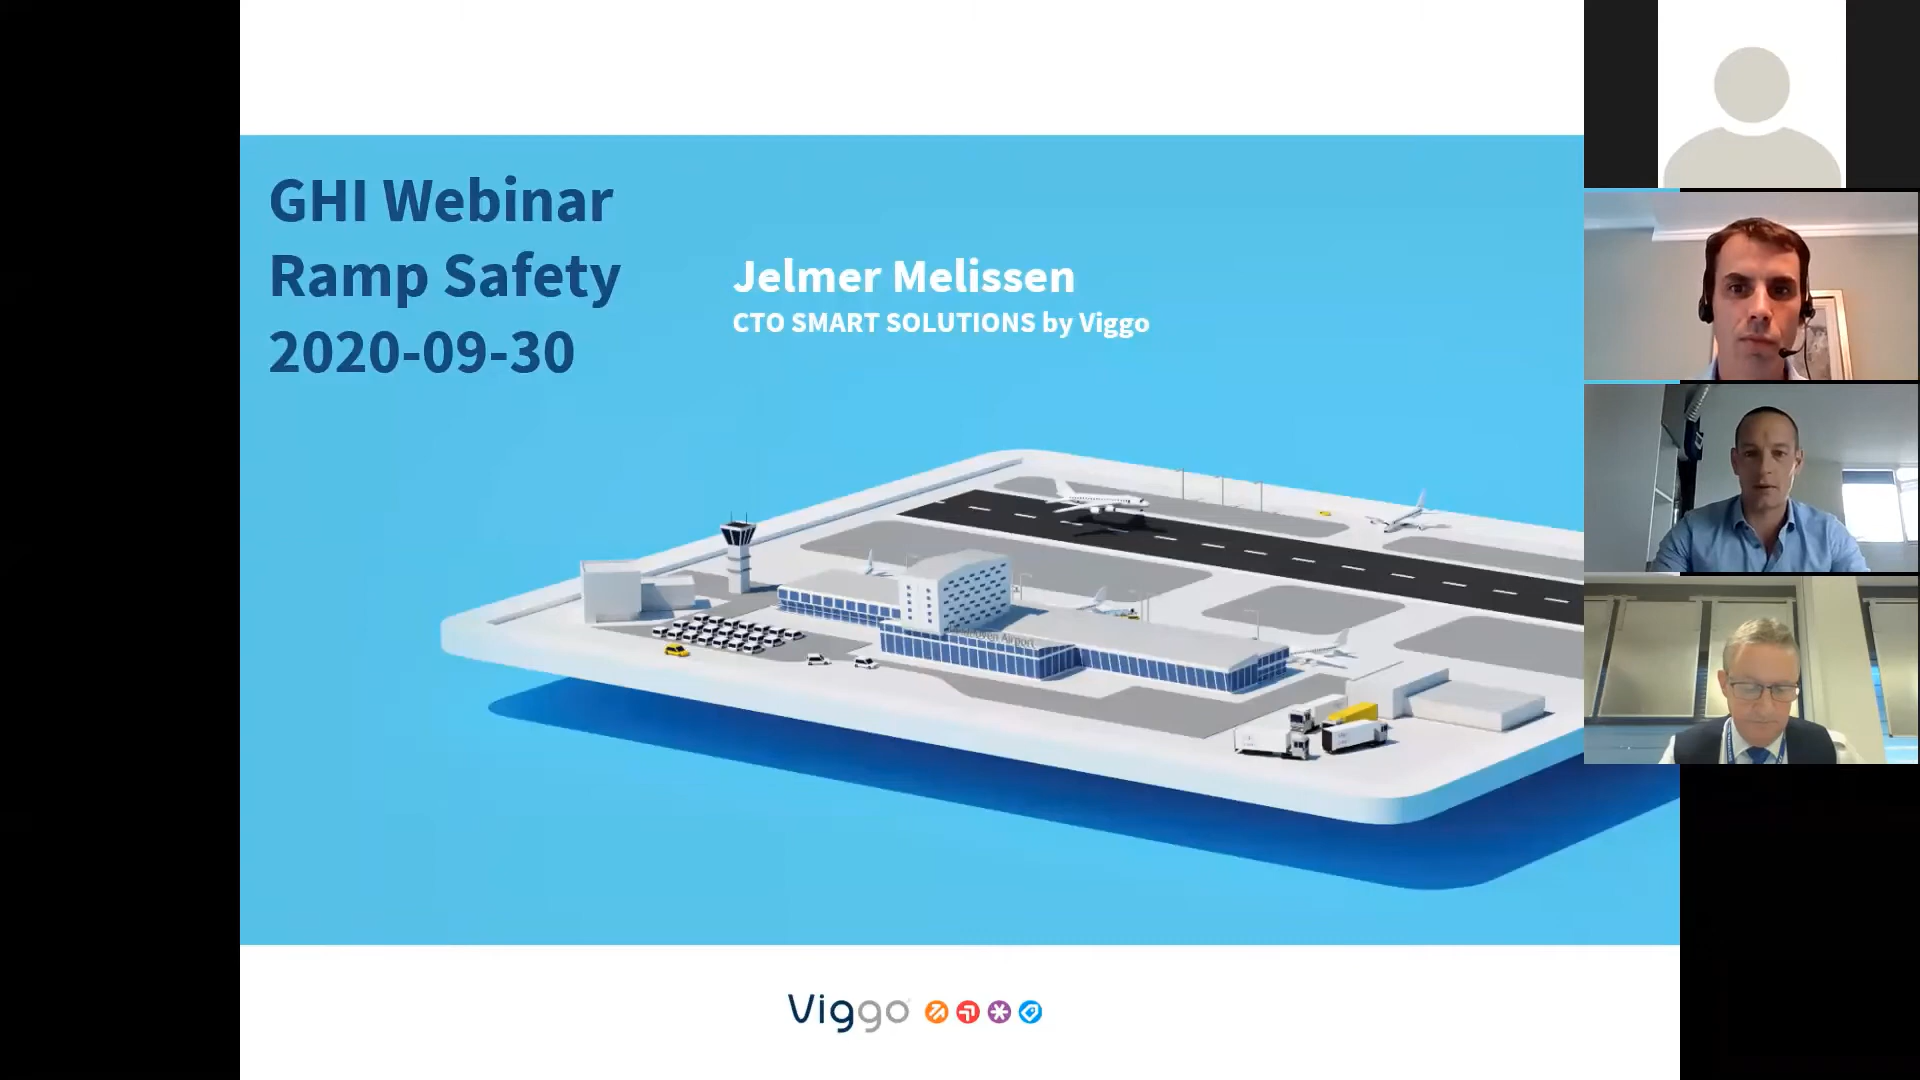 GHI Webinar
Ramp Safety
2020-09-30
Jelmer Melissen
CTO SMART SOLUTIONS by Viggo
Viggo